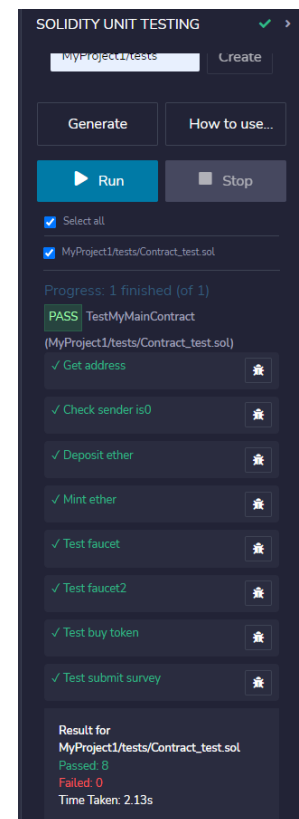 SOLIDITY UNIT TESTING
MyProject1/tests
Create
Generate
How to use...
Run
Stop
Select all
MyProject1/tests/Contract_test.sol
Progress: 1 finished (of 1)
PASS TestMyMainContract
(MyProject1/tests/Contract_test.sol)
✓ Get address
✓ Check sender is0
✓ Deposit ether
✓ Mint ether
✓ Test faucet
✓ Test faucet2
✓ Test buy token
✓ Test submit survey
Result for
MyProject1/tests/Contract_test.sol
Passed: 8
Failed: 0
Time Taken: 2.13s